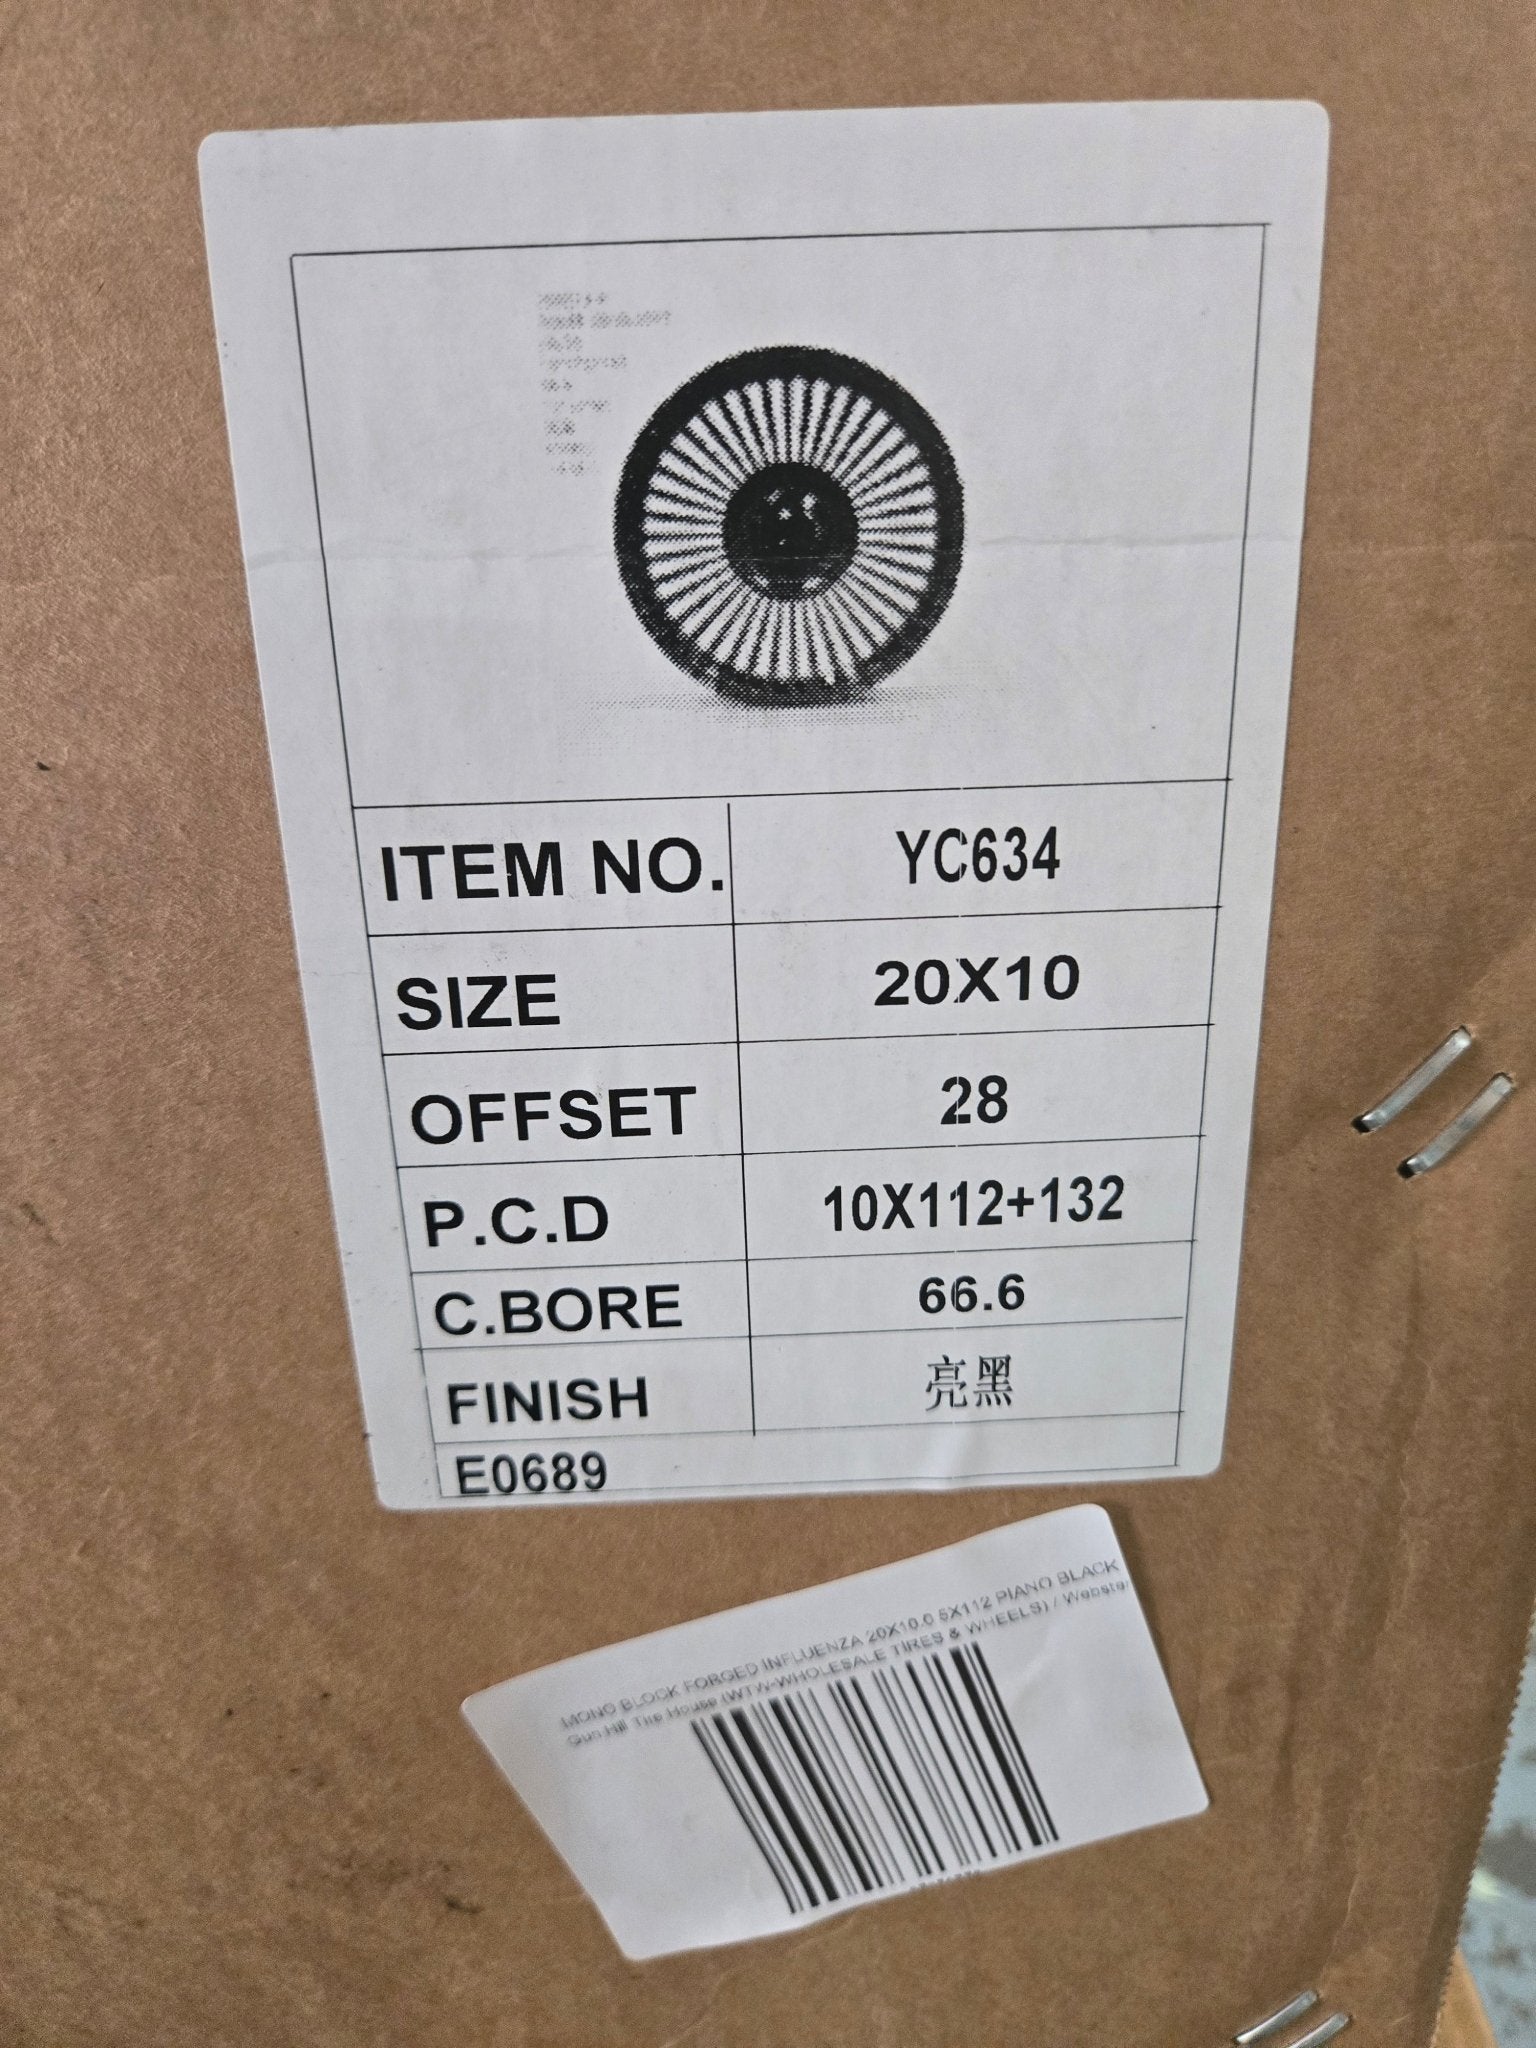 ITEM NO. YC634
SIZE 20X10
OFFSET 28
P.C.D 10X112+132
C.BORE 66.6
FINISH 亮黑
E0689
MONO BLOCK FORGED INFLUENZA 20X10.0 5X112 PIANO BLACK
Gun Hill Tire House (WTW-WHOLESALE TIRES & WHEELS) / Webster